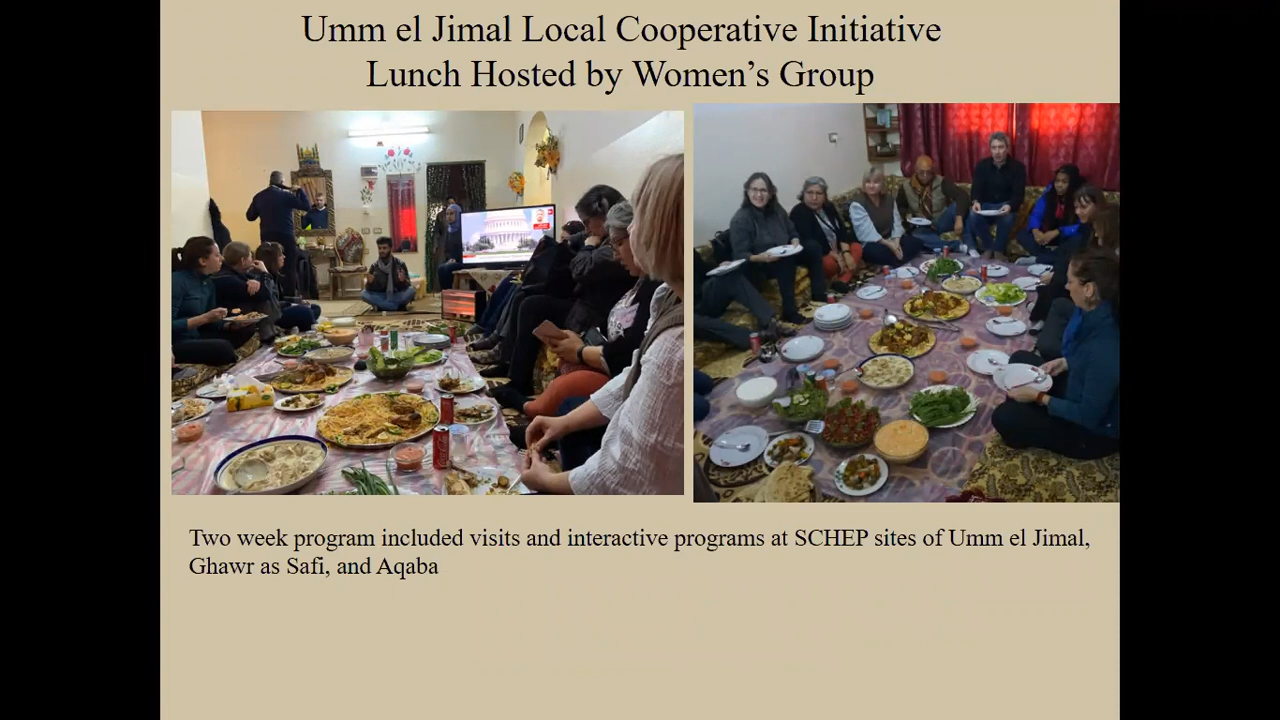 Umm el Jimal Local Cooperative Initiative
Lunch Hosted by Women’s Group
Two week program included visits and interactive programs at SCHEP sites of Umm el Jimal,
Ghawr as Safi, and Aqaba